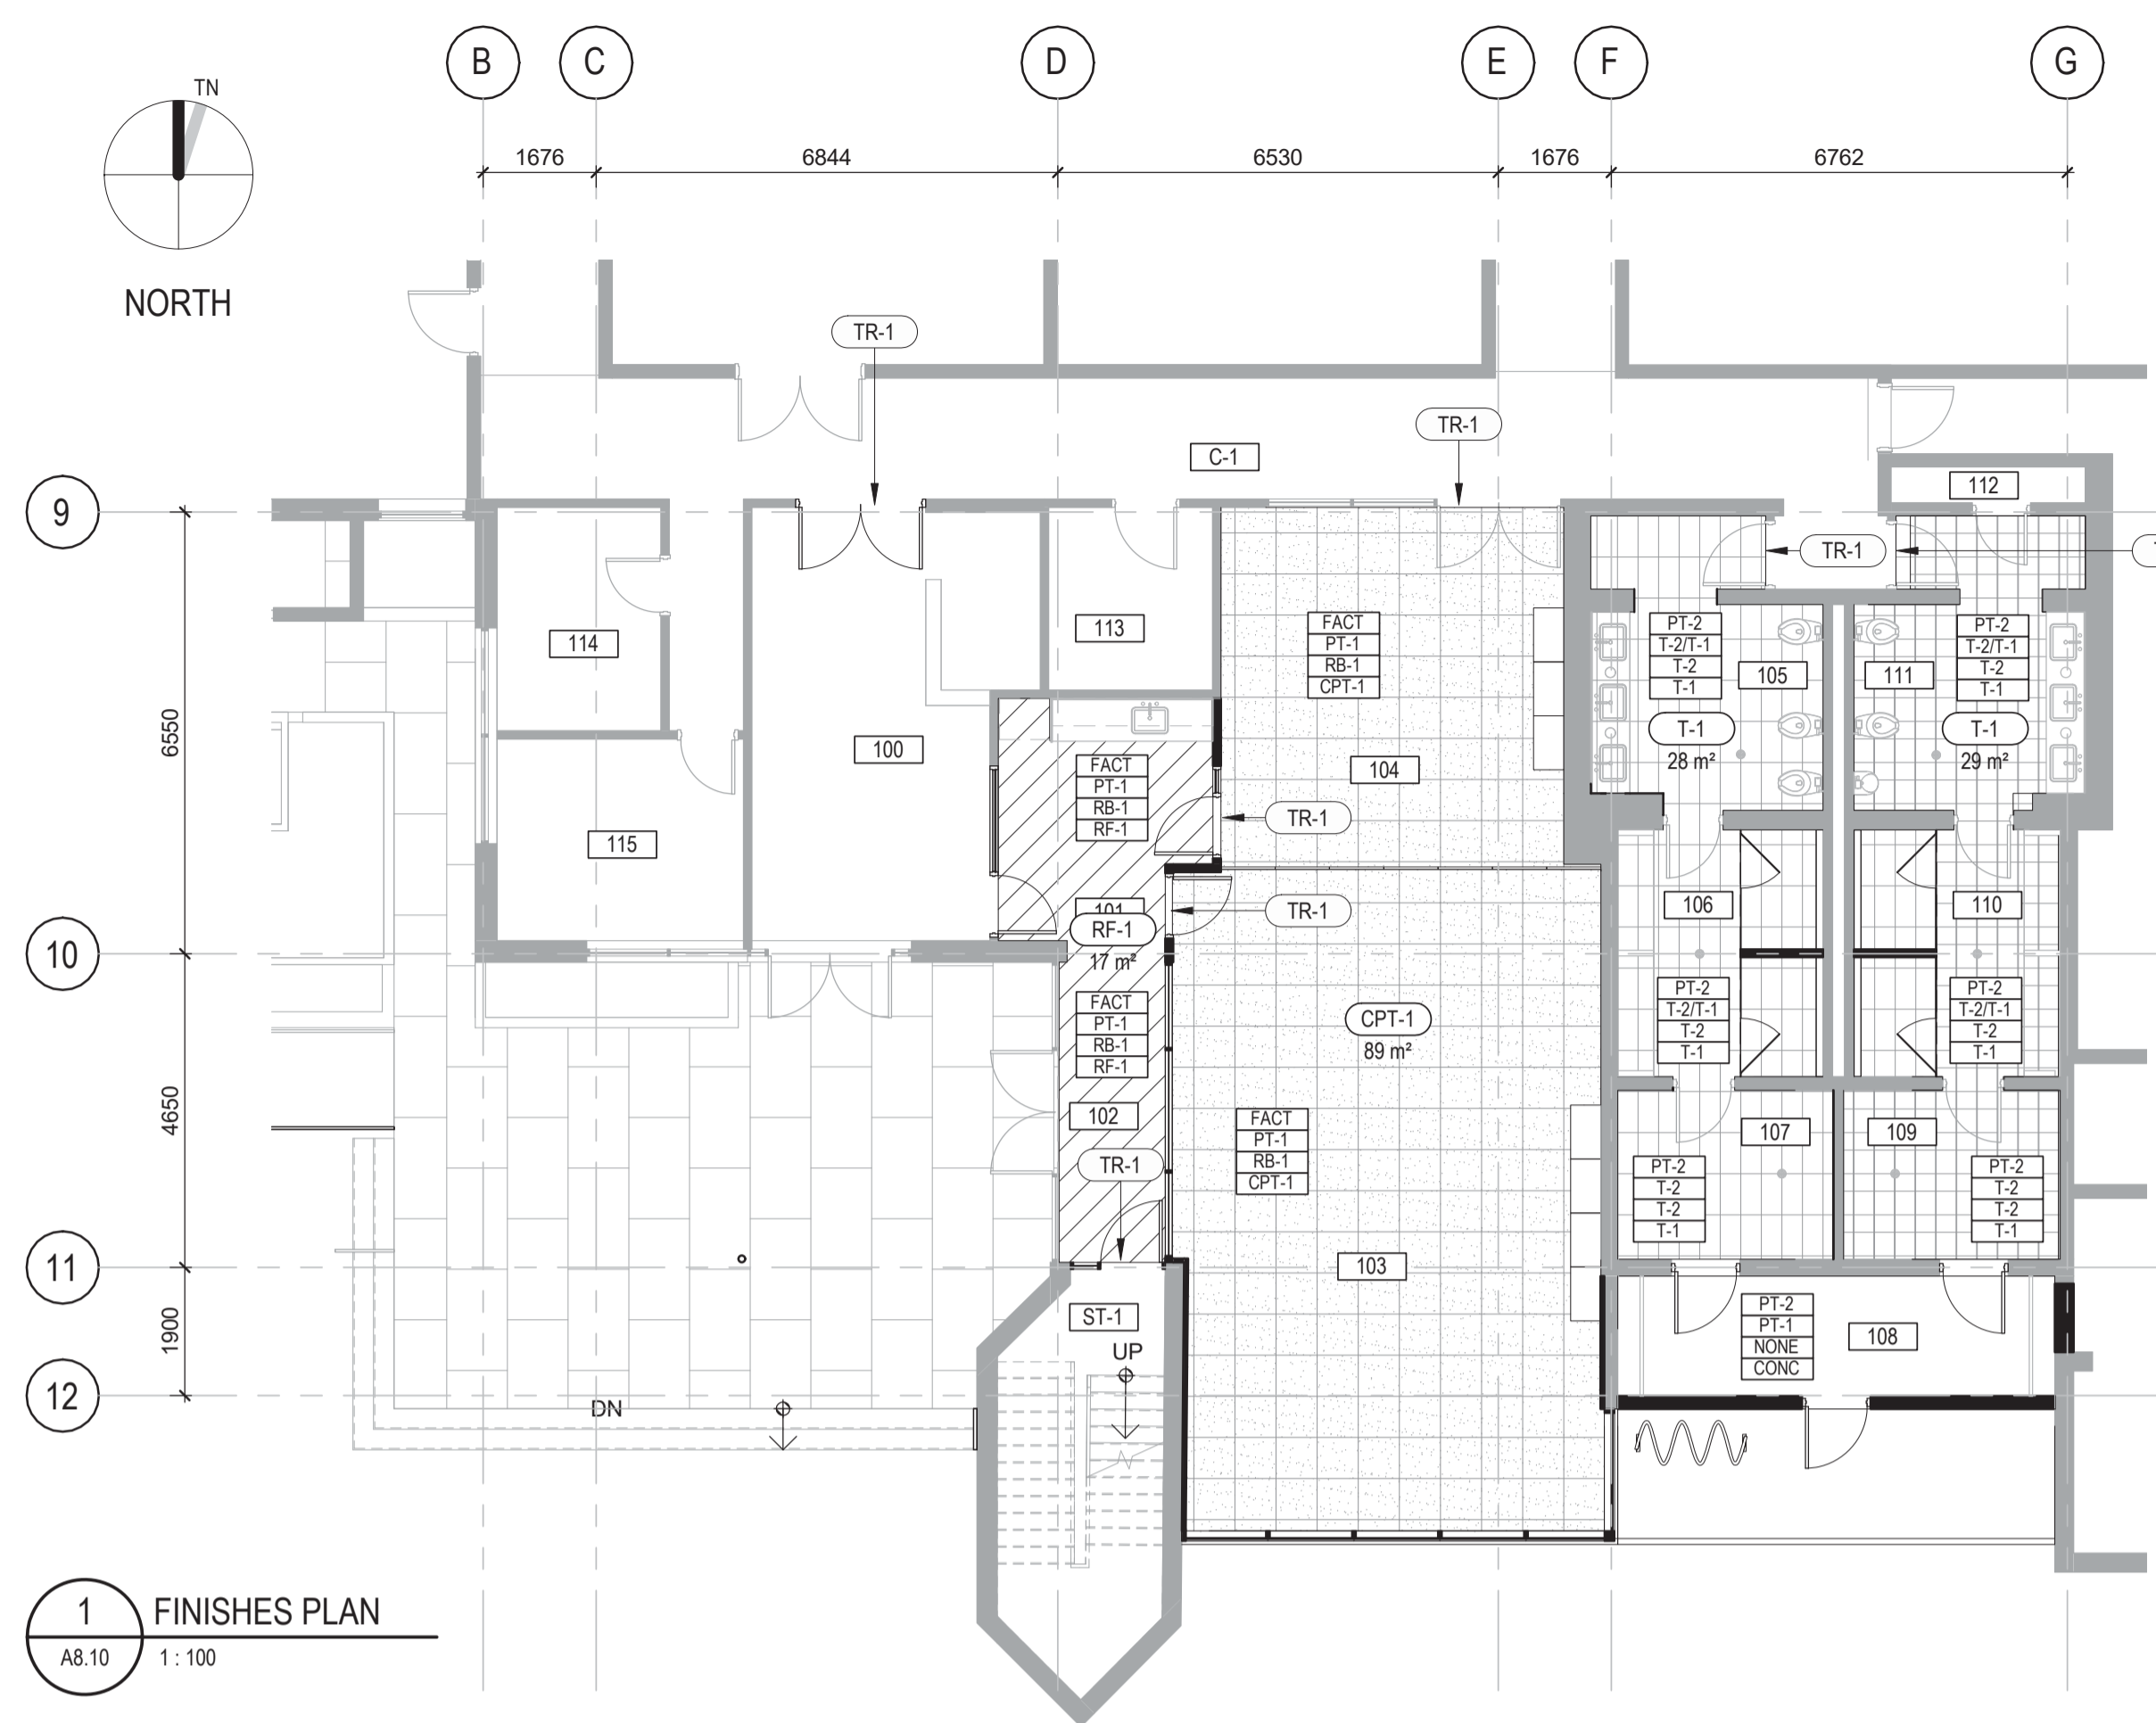 B
C
D
E
F
G
TN
1676
6844
6530
1676
6762
NORTH
TR-1
TR-1
C-1
112
9
TR-1
114
113
FACT
PT-1
RB-1
CPT-1
PT-2
T-2/T-1
T-2
T-1
105
111
PT-2
T-2/T-1
T-2
T-1
T-1
28 m²
T-1
29 m²
6550
100
104
FACT
PT-1
RB-1
RF-1
TR-1
115
101
RF-1
17 m²
TR-1
106
110
10
FACT
PT-1
RB-1
RF-1
CPT-1
89 m²
PT-2
T-2/T-1
T-2
T-1
PT-2
T-2/T-1
T-2
T-1
4650
102
TR-1
FACT
PT-1
RB-1
CPT-1
107
109
PT-2
T-2
T-2
T-1
PT-2
T-2
T-2
T-1
11
103
1900
ST-1
UP
PT-2
PT-1
NONE
CONC
108
12
DN
1
FINISHES PLAN
A8.10
1 : 100